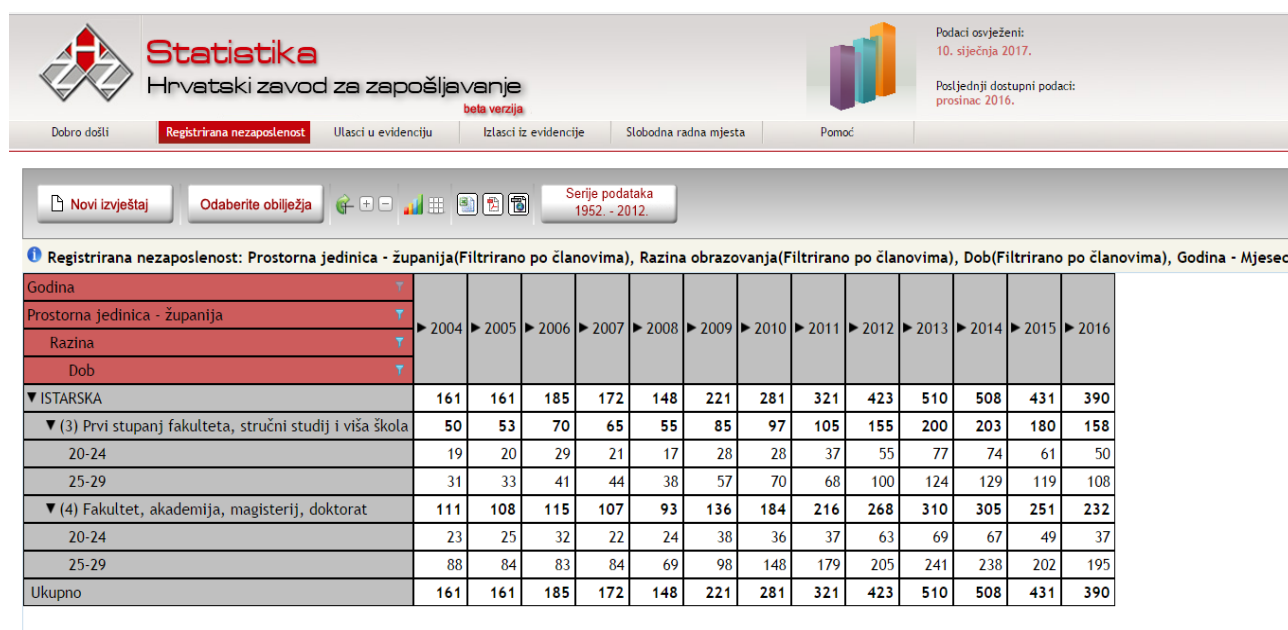 Statistika
Hrvatski zavod za zapošljavanje
beta verzija
Podaci osvježeni:
10. siječnja 2017.
Posljednji dostupni podaci:
prosinac 2016.
Dobro došli Registrirana nezaposlenost Ulasci u evidenciju Izlasci iz evidencije Slobodna radna mjesta Pomoć
Novi izvještaj Odaberite obilježja Serije podataka
1952. - 2012.
Registrirana nezaposlenost: Prostorna jedinica - županija(Filtrirano po članovima), Razina obrazovanja(Filtrirano po članovima), Dob(Filtrirano po članovima), Godina - Mjesec
Godina
Prostorna jedinica - županija
Razina
Dob
► 2004 ► 2005 ► 2006 ► 2007 ► 2008 ► 2009 ► 2010 ► 2011 ► 2012 ► 2013 ► 2014 ► 2015 ► 2016
▼ ISTARSKA 161 161 185 172 148 221 281 321 423 510 508 431 390
▼ (3) Prvi stupanj fakulteta, stručni studij i viša škola 50 53 70 65 55 85 97 105 155 200 203 180 158
20-24 19 20 29 21 17 28 28 37 55 77 74 61 50
25-29 31 33 41 44 38 57 70 68 100 124 129 119 108
▼ (4) Fakultet, akademija, magisterij, doktorat 111 108 115 107 93 136 184 216 268 310 305 251 232
20-24 23 25 32 22 24 38 36 37 63 69 67 49 37
25-29 88 84 83 84 69 98 148 179 205 241 238 202 195
Ukupno 161 161 185 172 148 221 281 321 423 510 508 431 390